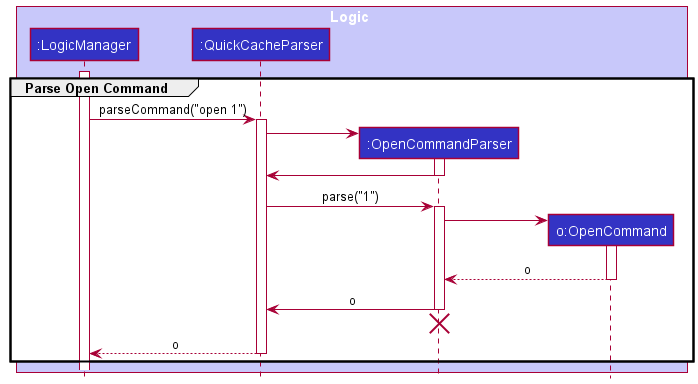 Logic
:LogicManager
:QuickCacheParser
Parse Open Command
parseCommand("open 1")
:OpenCommandParser
parse("1")
o:OpenCommand
o
o
o